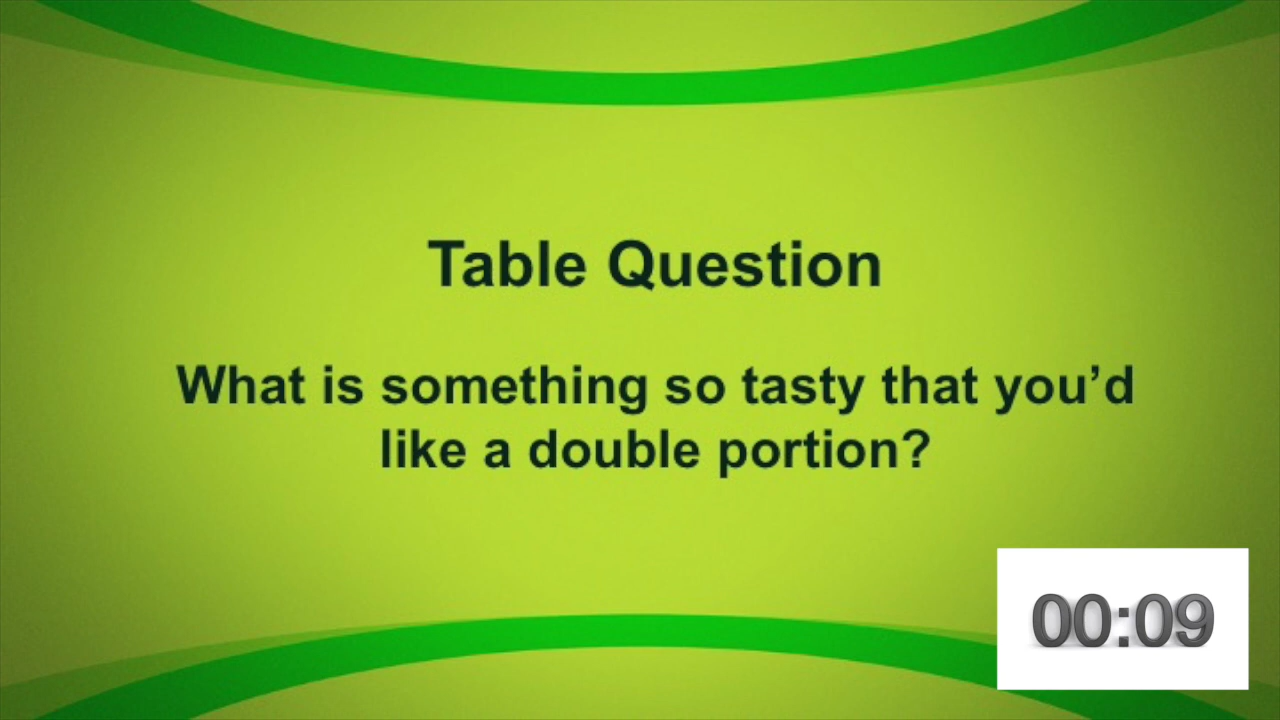 Table Question
What is something so tasty that you’d
like a double portion?
00:09